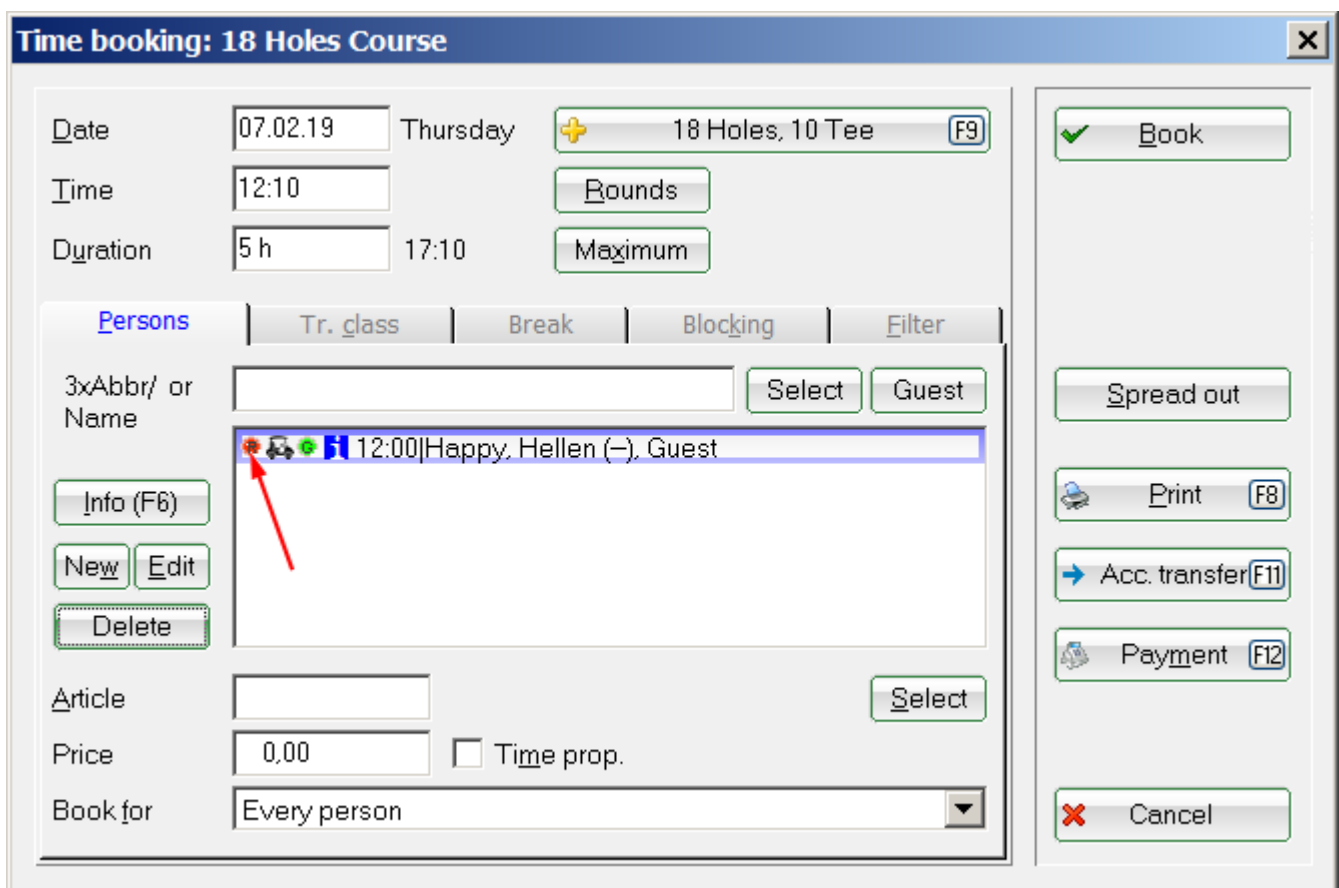 Time booking: 18 Holes Course
Date 07.02.19 Thursday 18 Holes, 10 Tee F9
Book
Time 12:10 Rounds
Duration 5 h 17:10 Maximum
Persons Tr. class Break Blocking Filter
3xAbbr/ or Name Select Guest
Spread out
R G i 12:00|Happy, Hellen (--), Guest
Info (F6)
Print F8
New Edit
Acc. transfer F11
Delete
Payment F12
Article Select
Price 0,00 Time prop.
Book for Every person
Cancel